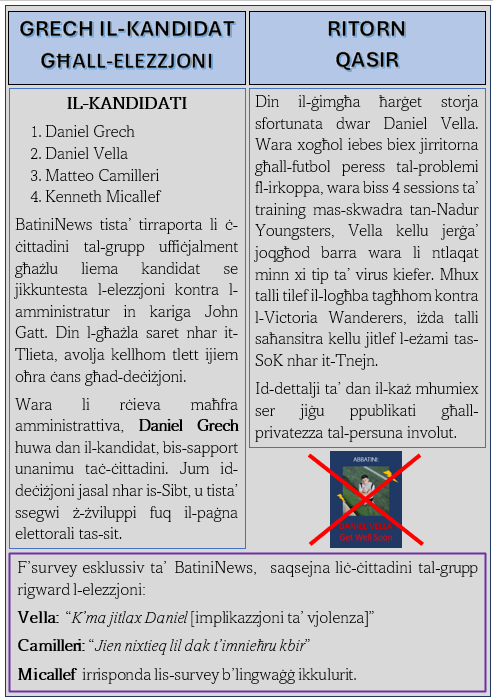 GRECH IL-KANDIDAT
GĦALL-ELEZZJONI
IL-KANDIDATI
1. Daniel Grech
2. Daniel Vella
3. Matteo Camilleri
4. Kenneth Micallef
BatiniNews tista’ tirraporta li ċ-
ċittadini tal-grupp uffiċjalment
għażlu liema kandidat se
jikkuntesta l-elezzjoni kontra l-
amministratur in kariga John
Gatt. Din l-għażla saret nhar it-
Tlieta, avolja kellhom tlett ijiem
oħra ċans għad-deċiżjoni.
Wara li rċieva maħfra
amministrattiva, Daniel Grech
huwa dan il-kandidat, bis-sapport
unanimu taċ-ċittadini. Jum id-
deċiżjoni jasal nhar is-Sibt, u tista’
ssegwi ż-żviluppi fuq il-paġna
elettorali tas-sit.
RITORN
QASIR
Din il-ġimgħa ħarġet storja
sfortunata dwar Daniel Vella.
Wara xogħol iebes biex jirritorna
għall-futbol peress tal-problemi
fl-irkoppa, wara biss 4 sessions ta’
training mas-skwadra tan-Nadur
Youngsters, Vella kellu jerġa’
joqgħod barra wara li ntlaqat
minn xi tip ta’ virus kiefer. Mhux
talli tilef il-logħba tagħhom kontra
l-Victoria Wanderers, iżda talli
saħansitra kellu jitlef l-eżami tas-
SoK nhar it-Tnejn.
Id-dettalji ta’ dan il-każ mhumiex
ser jiġu ppublikati għall-
privatezza tal-persuna involut.
ABBATINI
DANIEL VELLA
Get Well Soon
F’survey esklussiv ta’ BatiniNews, saqsejna liċ-ċittadini tal-grupp
rigward l-elezzjoni:
Vella: “K’ma jitlax Daniel [implikazzjoni ta’ vjolenza]”
Camilleri: “Jien nixtieq lil dak t’imnieħru kbir”
Micallef irrisponda lis-survey b’lingwaġġ ikkulurit.